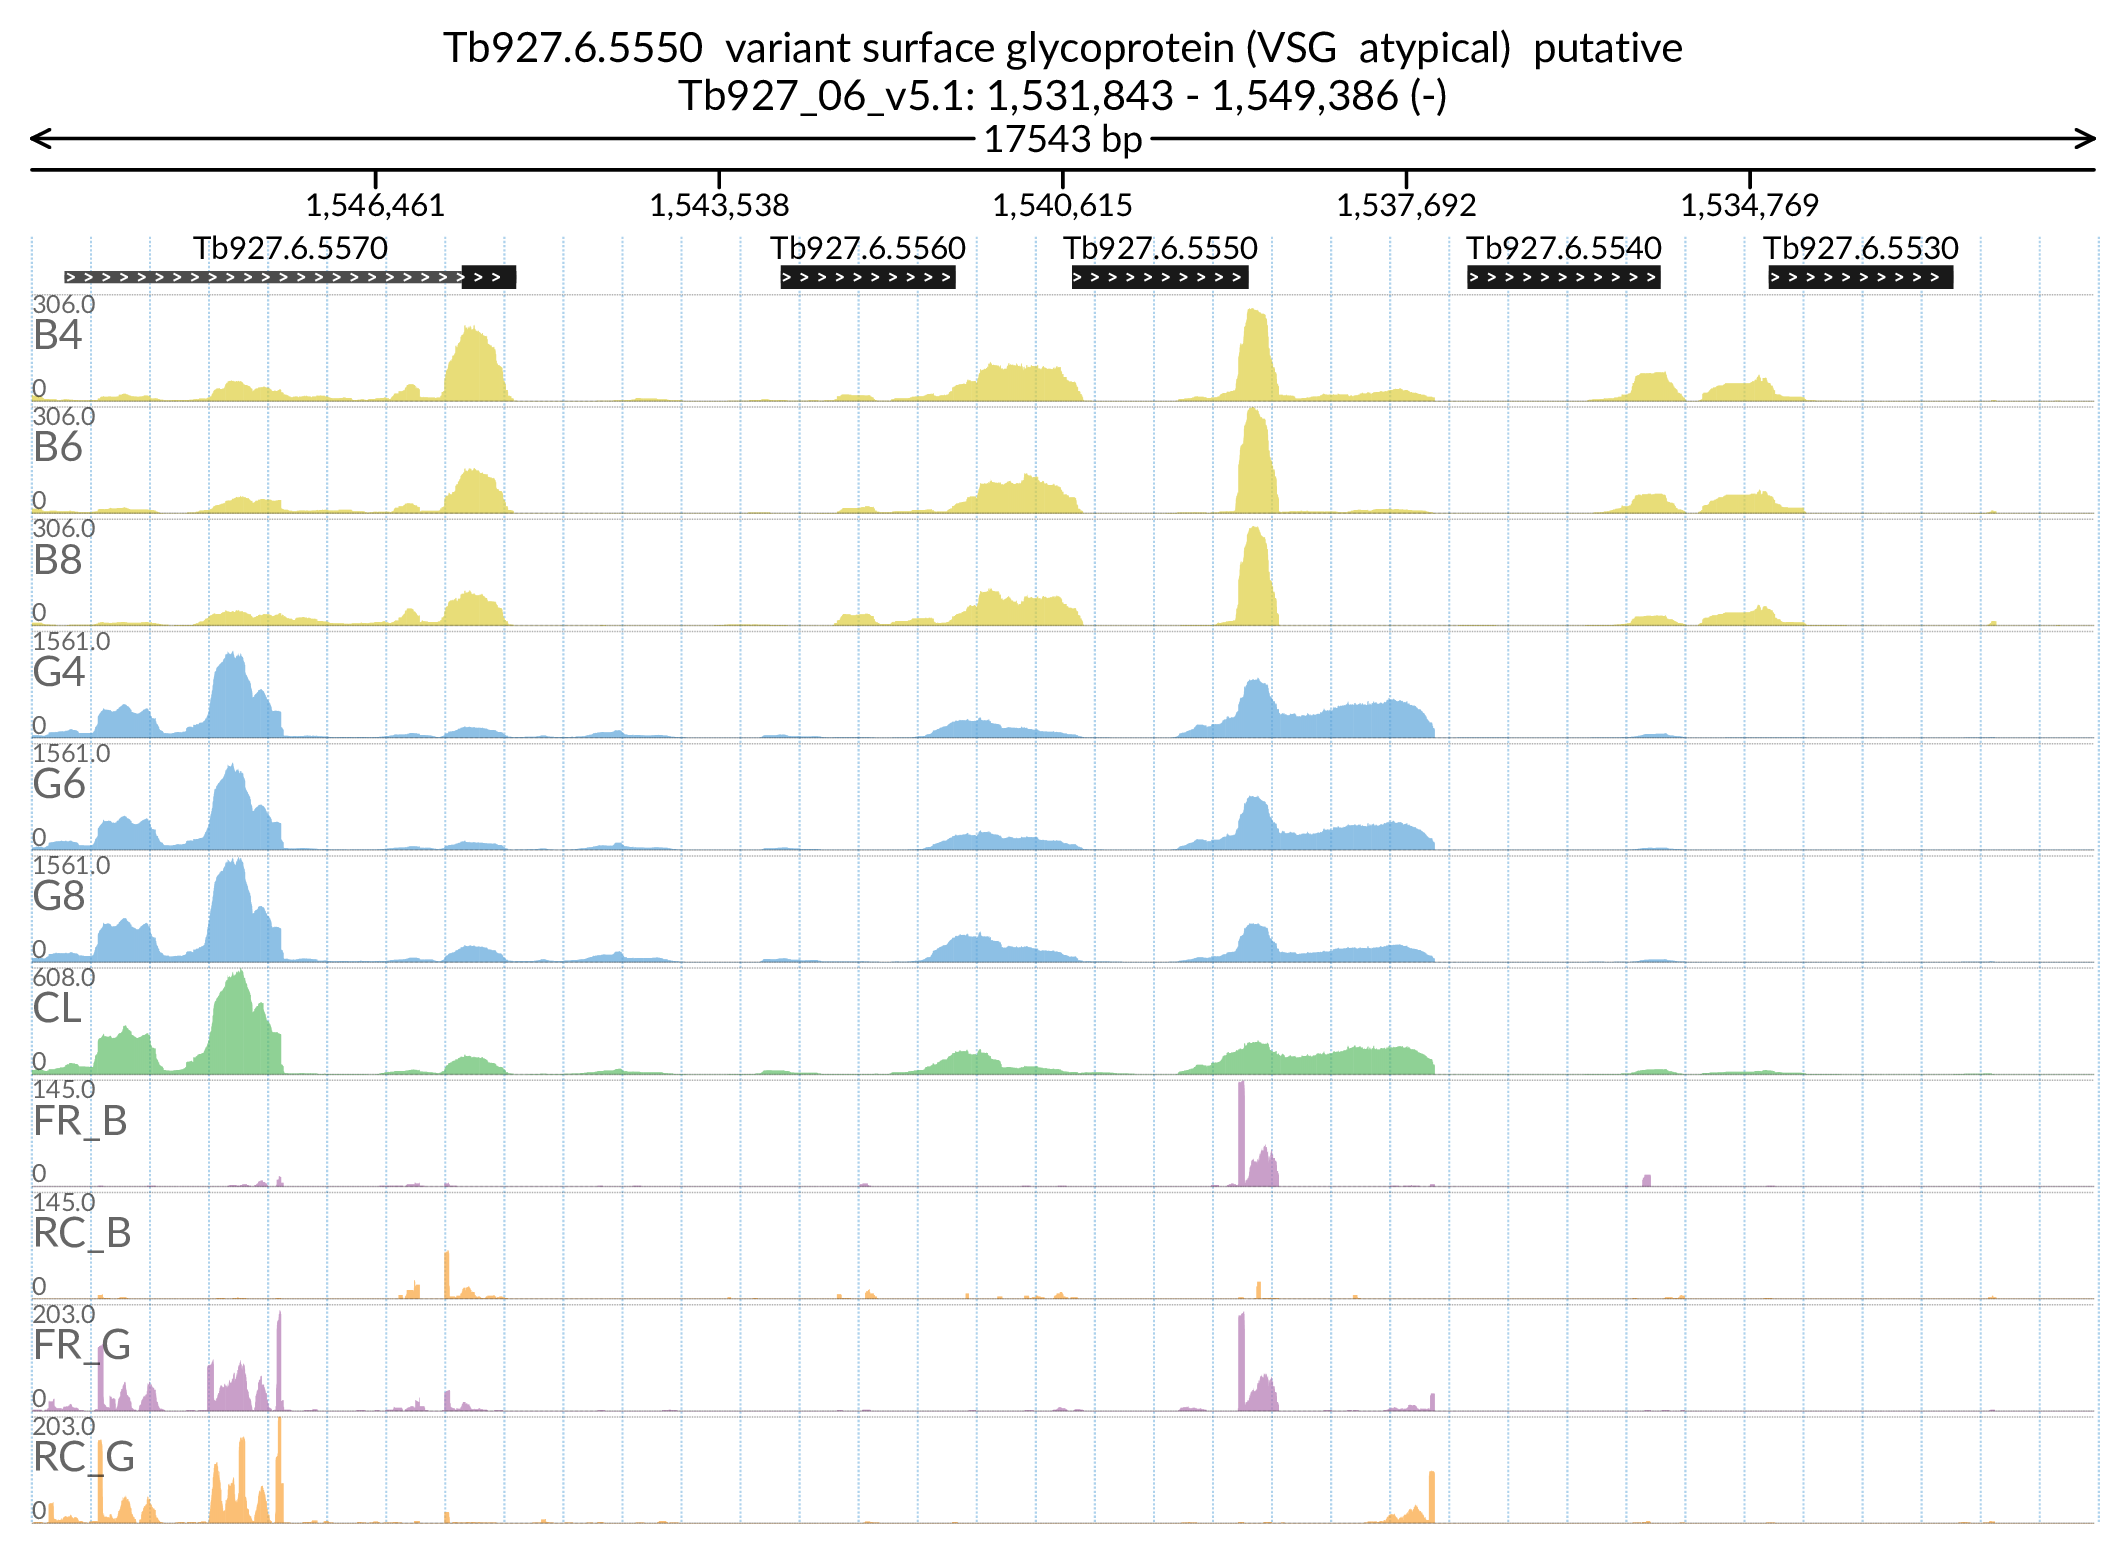 Tb927.6.5550  variant surface glycoprotein (VSG  atypical)  putative
Tb927_06_v5.1: 1,531,843 - 1,549,386 (-)
17543 bp
1,546,461 1,543,538 1,540,615 1,537,692 1,534,769
Tb927.6.5570 Tb927.6.5560 Tb927.6.5550 Tb927.6.5540 Tb927.6.5530
306.0
B4
0
306.0
B6
0
306.0
B8
0
1561.0
G4
0
1561.0
G6
0
1561.0
G8
0
608.0
CL
0
145.0
FR_B
0
145.0
RC_B
0
203.0
FR_G
0
203.0
RC_G
0